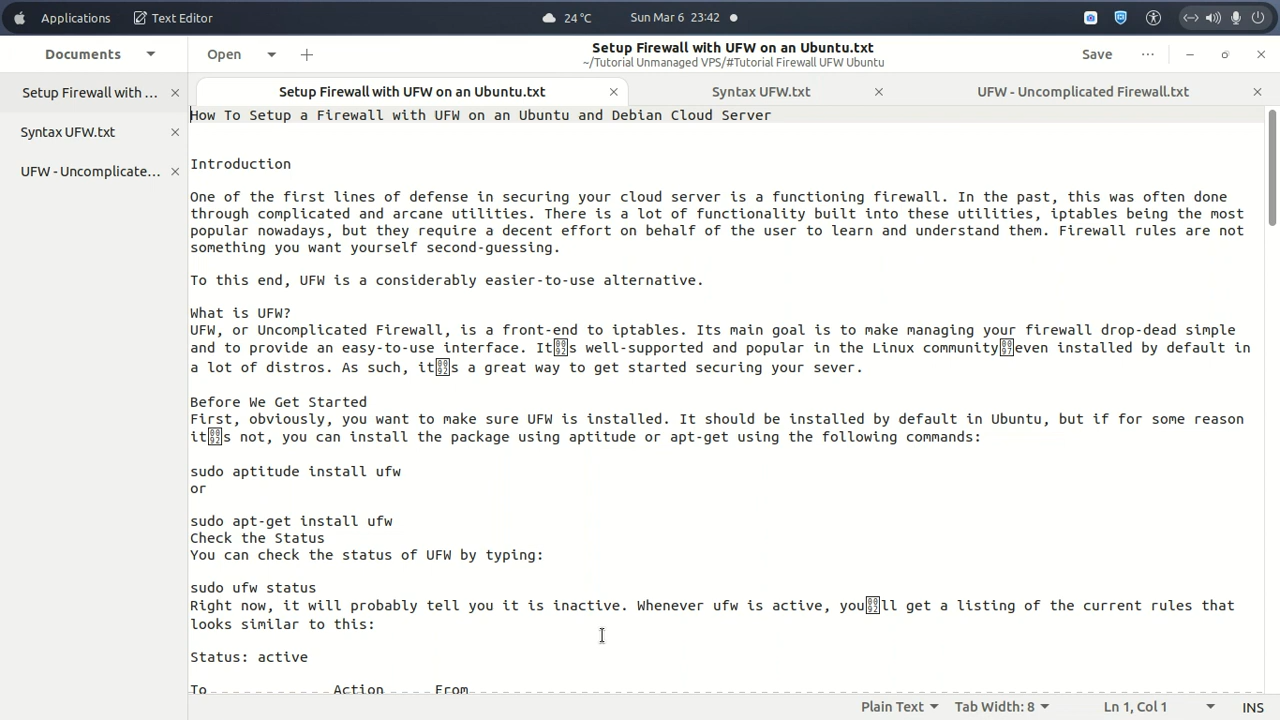 Applications
Text Editor
24 °C
Sun Mar 6 23:42
Documents
Open
Setup Firewall with UFW on an Ubuntu.txt
~/Tutorial Unmanaged VPS/#Tutorial Firewall UFW Ubuntu
Save
Setup Firewall with ...
Syntax UFW.txt
UFW - Uncomplicate...
Setup Firewall with UFW on an Ubuntu.txt
Syntax UFW.txt
UFW - Uncomplicated Firewall.txt
How To Setup a Firewall with UFW on an Ubuntu and Debian Cloud Server
Introduction
One of the first lines of defense in securing your cloud server is a functioning firewall. In the past, this was often done
through complicated and arcane utilities. There is a lot of functionality built into these utilities, iptables being the most
popular nowadays, but they require a decent effort on behalf of the user to learn and understand them. Firewall rules are not
something you want yourself second-guessing.
To this end, UFW is a considerably easier-to-use alternative.
What is UFW?
UFW, or Uncomplicated Firewall, is a front-end to iptables. Its main goal is to make managing your firewall drop-dead simple
and to provide an easy-to-use interface. It0092s well-supported and popular in the Linux community0097even installed by default in
a lot of distros. As such, it0092s a great way to get started securing your sever.
Before We Get Started
First, obviously, you want to make sure UFW is installed. It should be installed by default in Ubuntu, but if for some reason
it0092s not, you can install the package using aptitude or apt-get using the following commands:
sudo aptitude install ufw
or
sudo apt-get install ufw
Check the Status
You can check the status of UFW by typing:
sudo ufw status
Right now, it will probably tell you it is inactive. Whenever ufw is active, you0092ll get a listing of the current rules that
looks similar to this:
Status: active
To Action From
Plain Text
Tab Width: 8
Ln 1, Col 1
INS